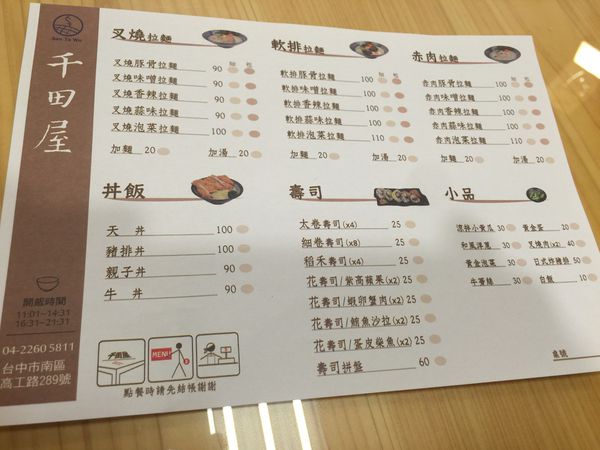 San Ta Wu
千田屋
開飯時間
11:01~14:31
16:31~21:31
04-2260 5811
台中市南區
高工路289號
叉燒拉麵
叉燒豚骨拉麵 90
叉燒味噌拉麵 90
叉燒香辣拉麵 90
叉燒蒜味拉麵 90
叉燒泡菜拉麵 100
加麵 20 加湯 20
軟排拉麵
軟排豚骨拉麵 100
軟排味噌拉麵 100
軟排香辣拉麵 100
軟排蒜味拉麵 100
軟排泡菜拉麵 110
加麵 20 加湯 20
赤肉拉麵
赤肉豚骨拉麵 100
赤肉味噌拉麵 100
赤肉香辣拉麵 100
赤肉蒜味拉麵 100
赤肉泡菜拉麵 110
加麵 20 加湯 20
丼飯
天丼 100
豬排丼 100
親子丼 90
牛丼 90
MENU
點餐時請先結帳謝謝
壽司
太卷壽司(x4) 25
細卷壽司(x8) 25
稻禾壽司(x4) 25
花壽司/紫高蘋果(x2) 25
花壽司/蝦卵蟹肉(x2) 25
花壽司/鮪魚沙拉(x2) 25
花壽司/蛋皮柴魚(x2) 25
壽司拼盤 60
小品
涼拌小黃瓜 30 黃金蛋 20
和風洋蔥 30 叉燒肉(x2) 40
黃金泡菜 30 日式炸豬排 50
牛蒡絲 30 白飯 10
桌號